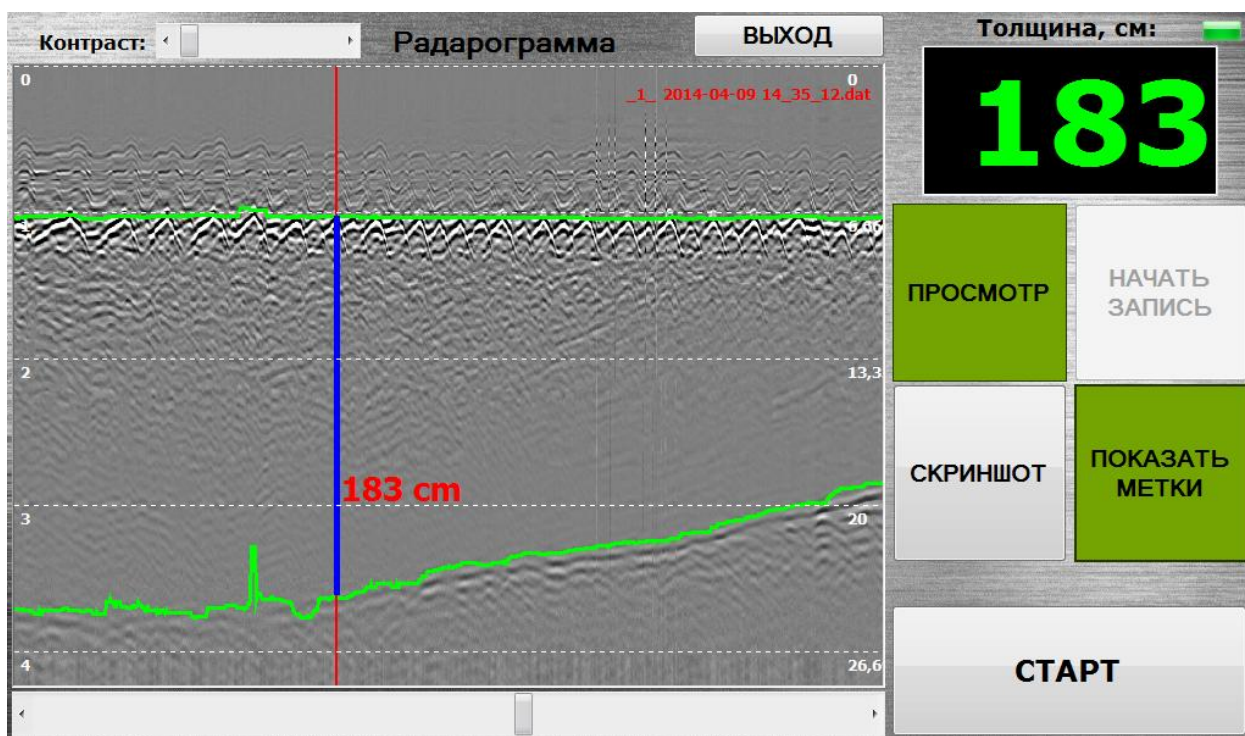 Контраст:
Радарограмма
ВЫХОД
Толщина, см:
183
0
0
_1_ 2014-04-09 14_35_12.dat
1
ПРОСМОТР
НАЧАТЬ
ЗАПИСЬ
2
13,3
183 cm
СКРИНШОТ
ПОКАЗАТЬ
МЕТКИ
3
20
4
26,6
СТАРТ